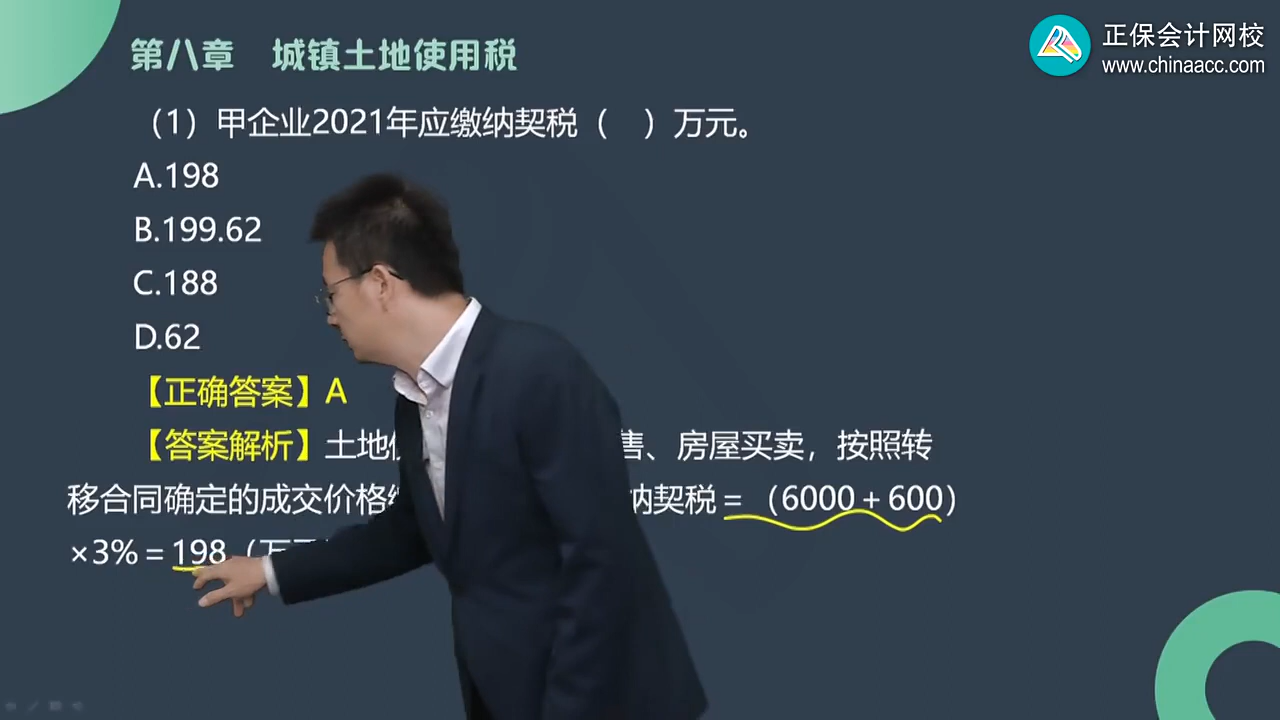 第八章 城镇土地使用税
正保会计网校
www.chinaacc.com
（1）甲企业2021年应缴纳契税（ ）万元。
A.198
B.199.62
C.188
D.62
【正确答案】A
【答案解析】土地 售、房屋买卖，按照转
移合同确定的成交价格 纳契税＝（6000＋600）
×3%＝198（万